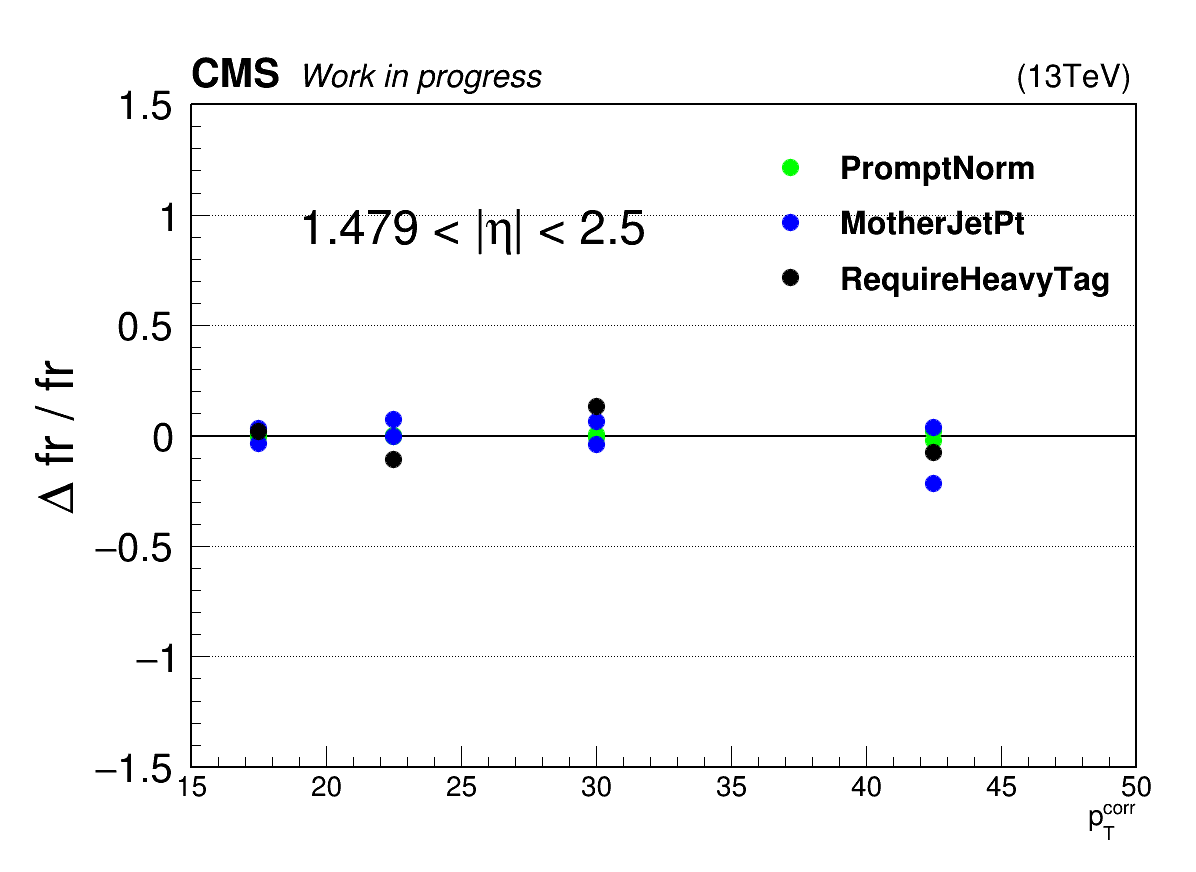 CMS Work in progress (13TeV)
1.5
1
0.5
0
−0.5
−1
−1.5
Δ fr / fr
1.479 < |η| < 2.5
PromptNorm
MotherJetPt
RequireHeavyTag
15 20 25 30 35 40 45 50
p_T^corr